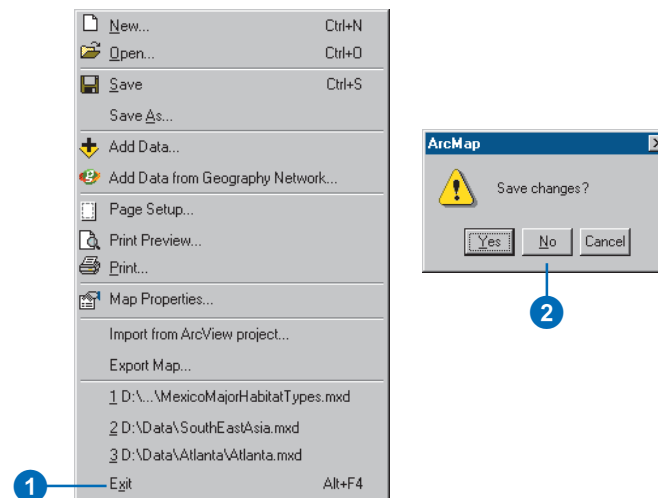 New... Ctrl+N
Open... Ctrl+O
Save Ctrl+S
Save As...
Add Data...
Add Data from Geography Network...
Page Setup...
Print Preview...
Print...
Map Properties...
Import from ArcView project...
Export Map...
1 D:\...\MexicoMajorHabitatTypes.mxd
2 D:\Data\SouthEastAsia.mxd
3 D:\Data\Atlanta\Atlanta.mxd
1 Exit Alt+F4
ArcMap
Save changes?
Yes No Cancel
2